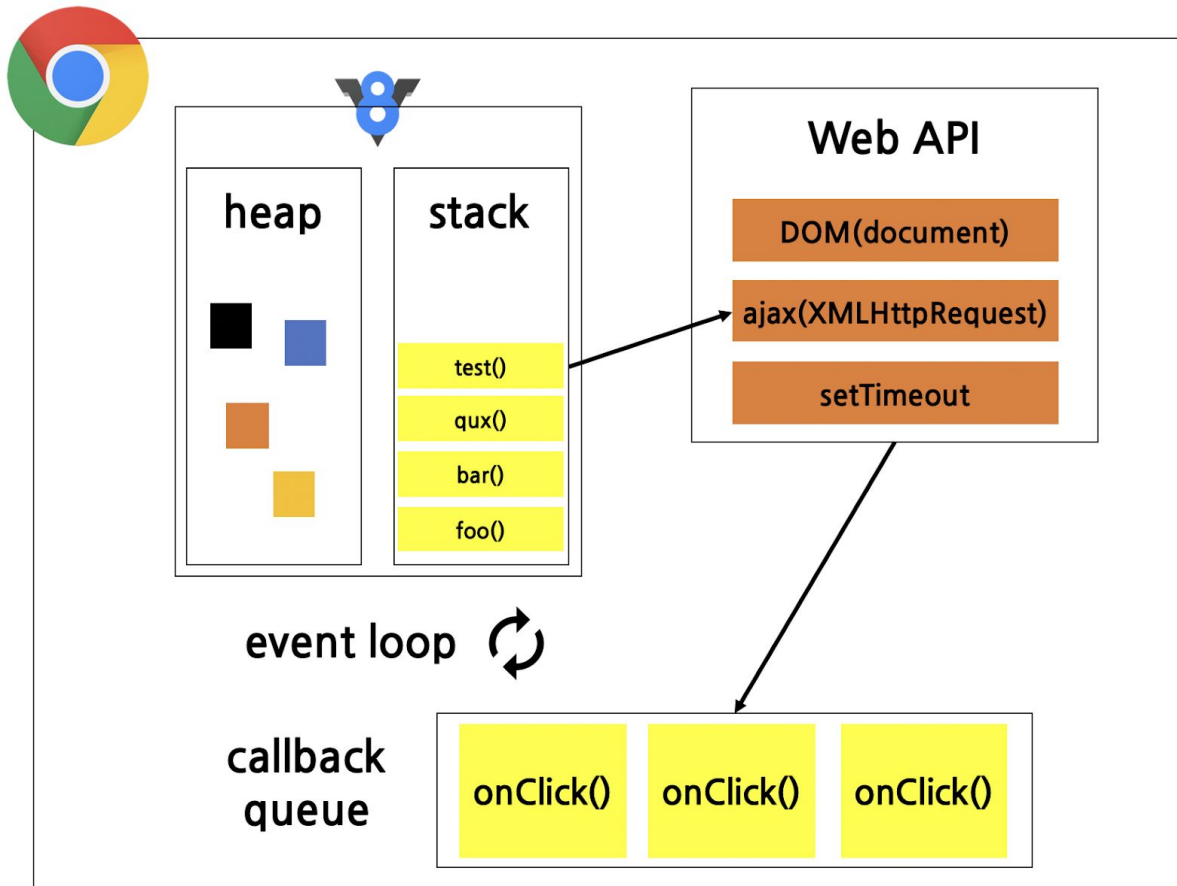 8
heap
stack
test()
qux()
bar()
foo()
Web API
DOM(document)
ajax(XMLHttpRequest)
setTimeout
event loop
callback
queue
onClick()
onClick()
onClick()